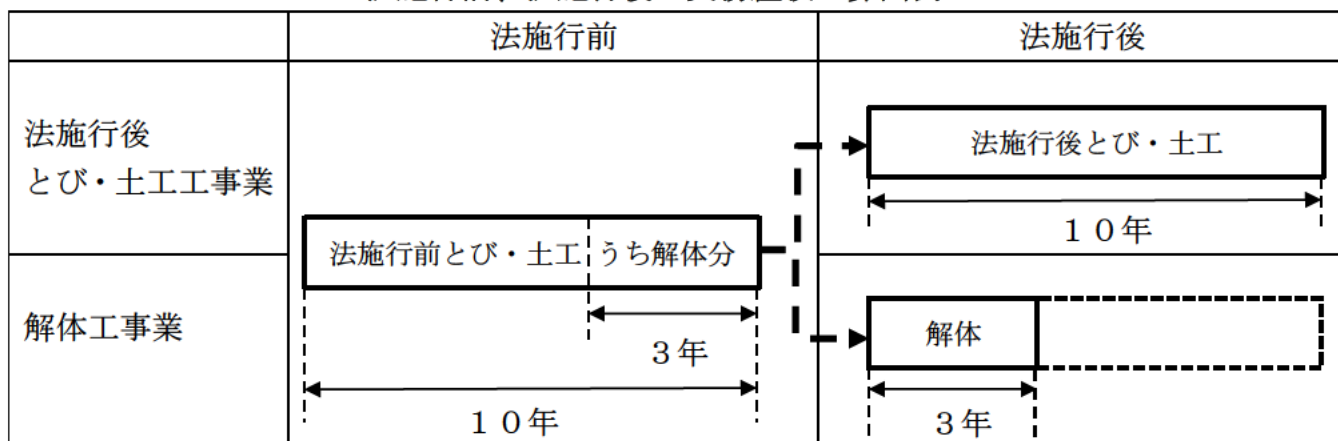 法施行前
法施行後
法施行後
とび・土工工事業
法施行後とび・土工
10年
法施行前とび・土工
うち解体分
3年
10年
解体工事業
解体
3年